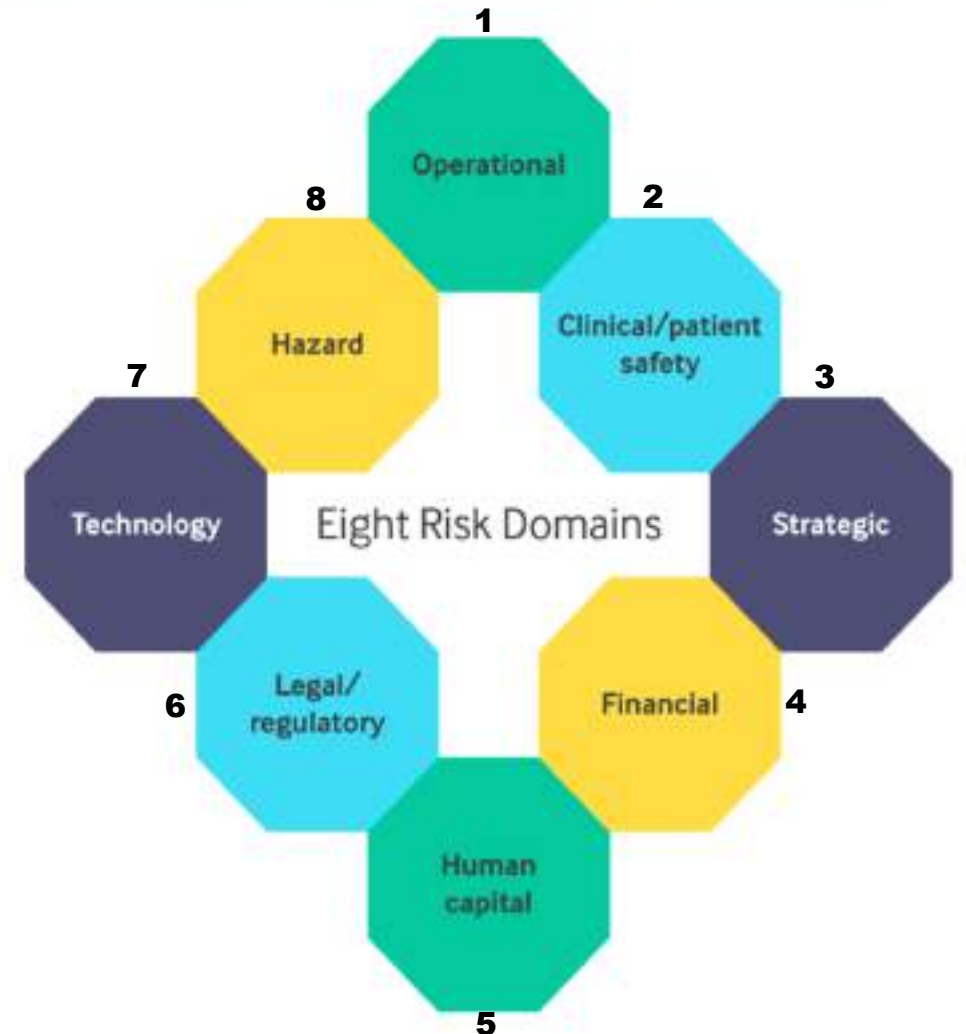 1
Operational
8
2
Hazard
Clinical/patient
safety
7
3
Technology
Eight Risk Domains
Strategic
6
Legal/
regulatory
Financial
4
Human
capital
5